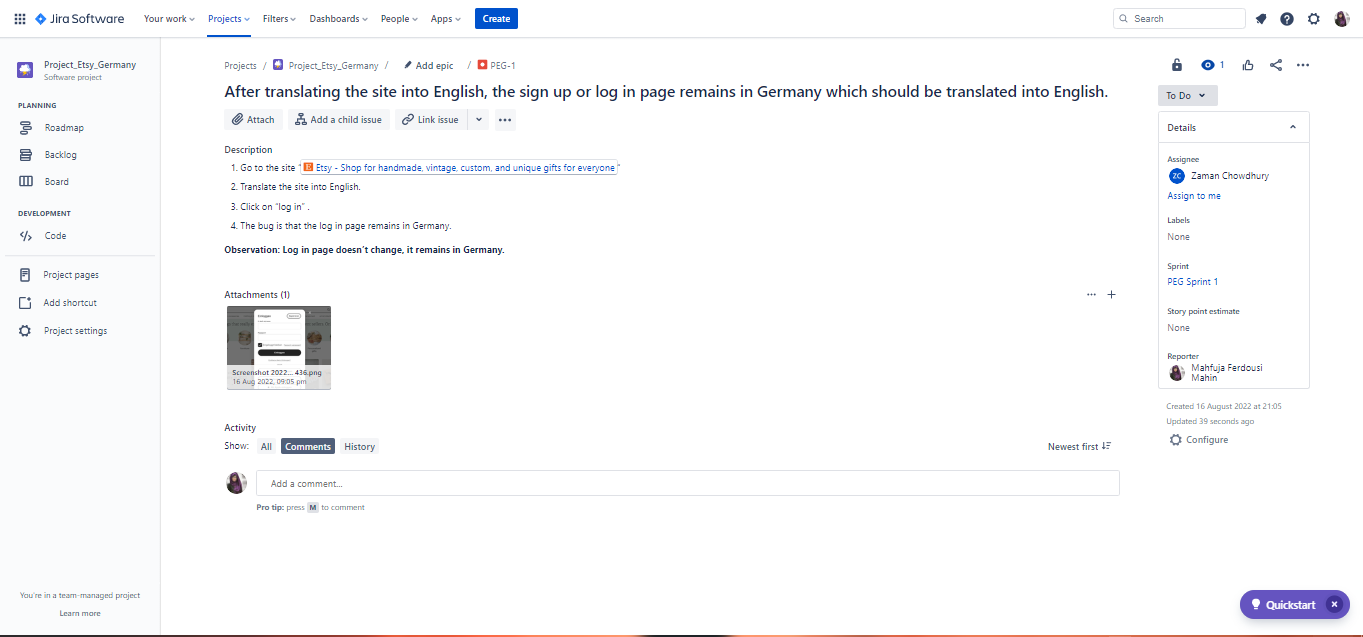 Jira Software
Your work
Projects
Filters
Dashboards
People
Apps
Create
Search
Project_Etsy_Germany
Software project
PLANNING
Roadmap
Backlog
Board
DEVELOPMENT
Code
Project pages
Add shortcut
Project settings
You're in a team-managed project
Learn more
Projects / Project_Etsy_Germany / Add epic / PEG-1
1
After translating the site into English, the sign up or log in page remains in Germany which should be translated into English.
Attach
Add a child issue
Link issue
Description
1. Go to the site " Etsy - Shop for handmade, vintage, custom, and unique gifts for everyone "
2. Translate the site into English.
3. Click on "log in" .
4. The bug is that the log in page remains in Germany.
Observation: Log in page doesn't change, it remains in Germany.
Attachments (1)
Screenshot 2022... 436.png
16 Aug 2022, 09:05 pm
Activity
Show:
All
Comments
History
Newest first
Add a comment...
Pro tip: press M to comment
To Do
Details
Assignee
ZC
Zaman Chowdhury
Assign to me
Labels
None
Sprint
PEG Sprint 1
Story point estimate
None
Reporter
Mahfuja Ferdousi
Mahin
Created 16 August 2022 at 21:05
Updated 39 seconds ago
Configure
Quickstart